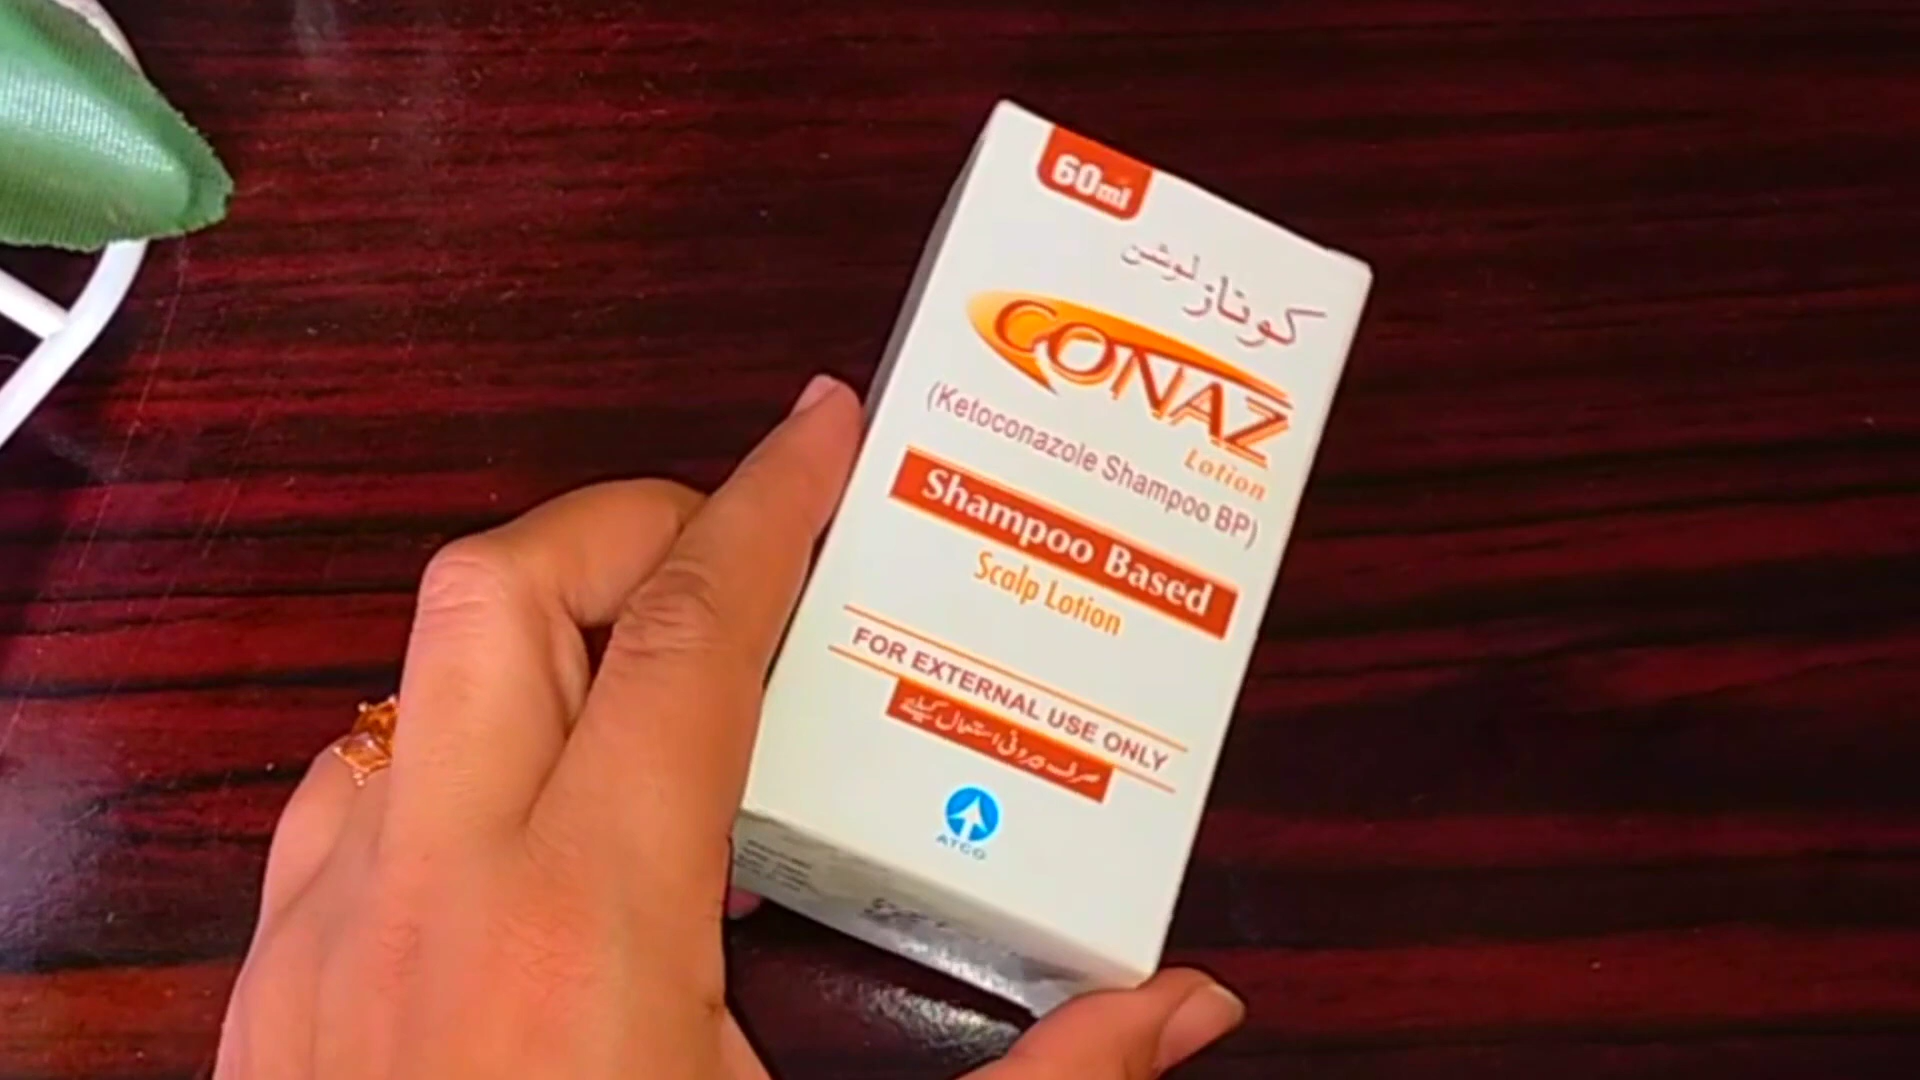 60ml
کوناز لوشن
CONAZ
Lotion
(Ketoconazole Shampoo BP)
Shampoo Based
Scalp Lotion
FOR EXTERNAL USE ONLY
صرف بیرونی استعمال کیلئے
ATCO